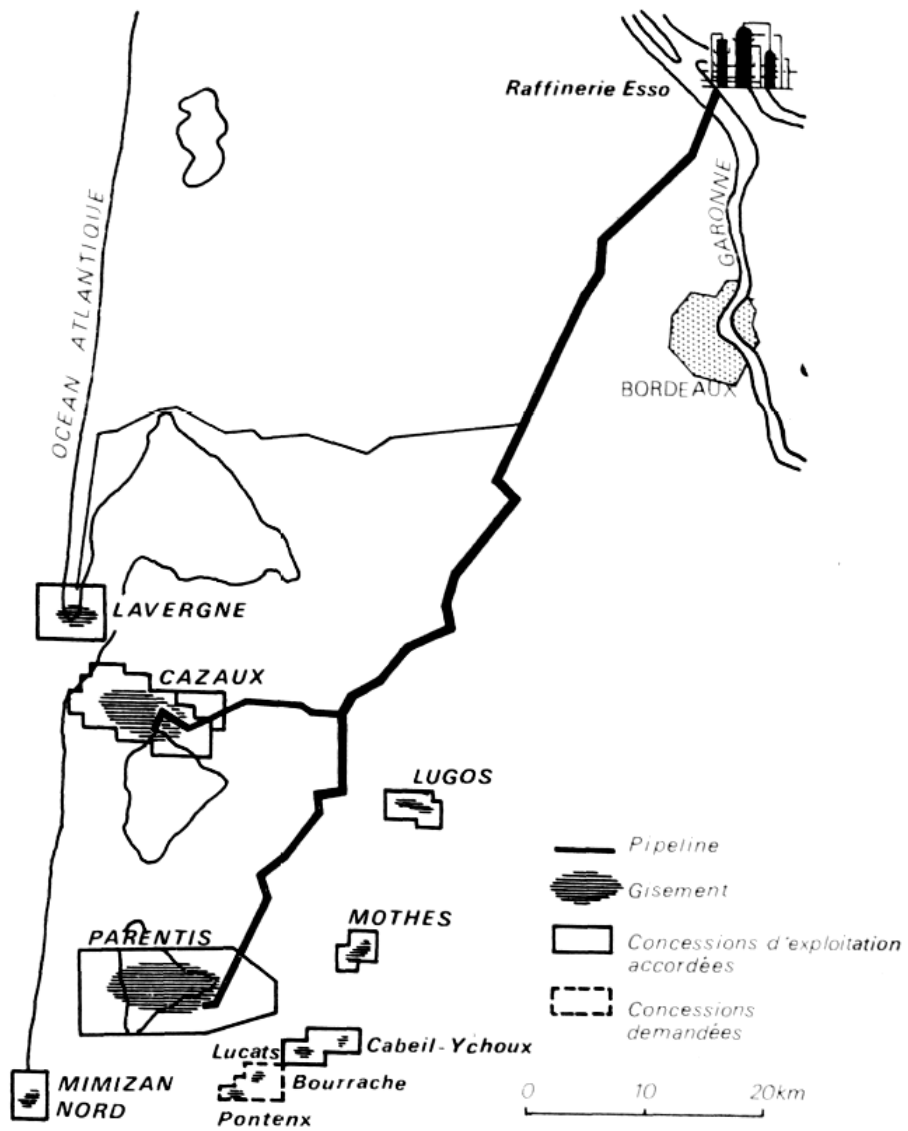 Raffinerie Esso
OCEAN ATLANTIQUE
GARONNE
BORDEAUX
LAVERGNE
CAZAUX
LUGOS
Pipeline
Gisement
MOTHES
PARENTIS
Concessions d'exploitation
accordées
Concessions
demandées
Lucats
Cabeil-Ychoux
Bourrache
MIMIZAN
NORD
Pontenx
0 10 20km